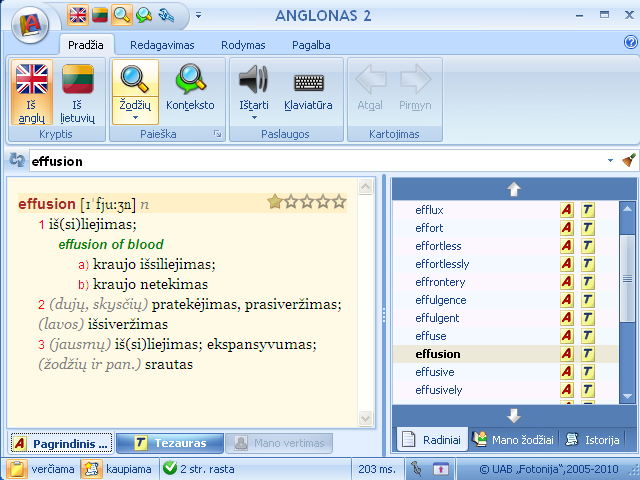 ANGLONAS 2
Pradžia Redagavimas Rodymas Pagalba
Iš anglų
Iš lietuvių
Žodžių
Konteksto
Ištarti
Klaviatūra
Atgal
Pirmyn
Kryptis Paieška Paslaugos Kartojimas
effusion
effusion [ɪˈfjuːʒn] n
1 iš(si)liejimas;
effusion of blood
a) kraujo išsiliejimas;
b) kraujo netekimas
2 (dujų, skysčių) pratekėjimas, prasiveržimas;
(lavos) išsiveržimas
3 (jausmų) iš(si)liejimas; ekspansyvumas;
(žodžių ir pan.) srautas
efflux A T
effort A T
effortless A T
effortlessly A T
effrontery A T
effulgence A T
effulgent A T
effuse A T
effusion A T
effusive A T
effusively A T
A Pagrindinis ... T Tezauras Mano vertimas
Radiniai Mano žodžiai Istorija
verčiama kaupiama 2 str. rasta 203 ms. © UAB „Fotonija",2005-2010